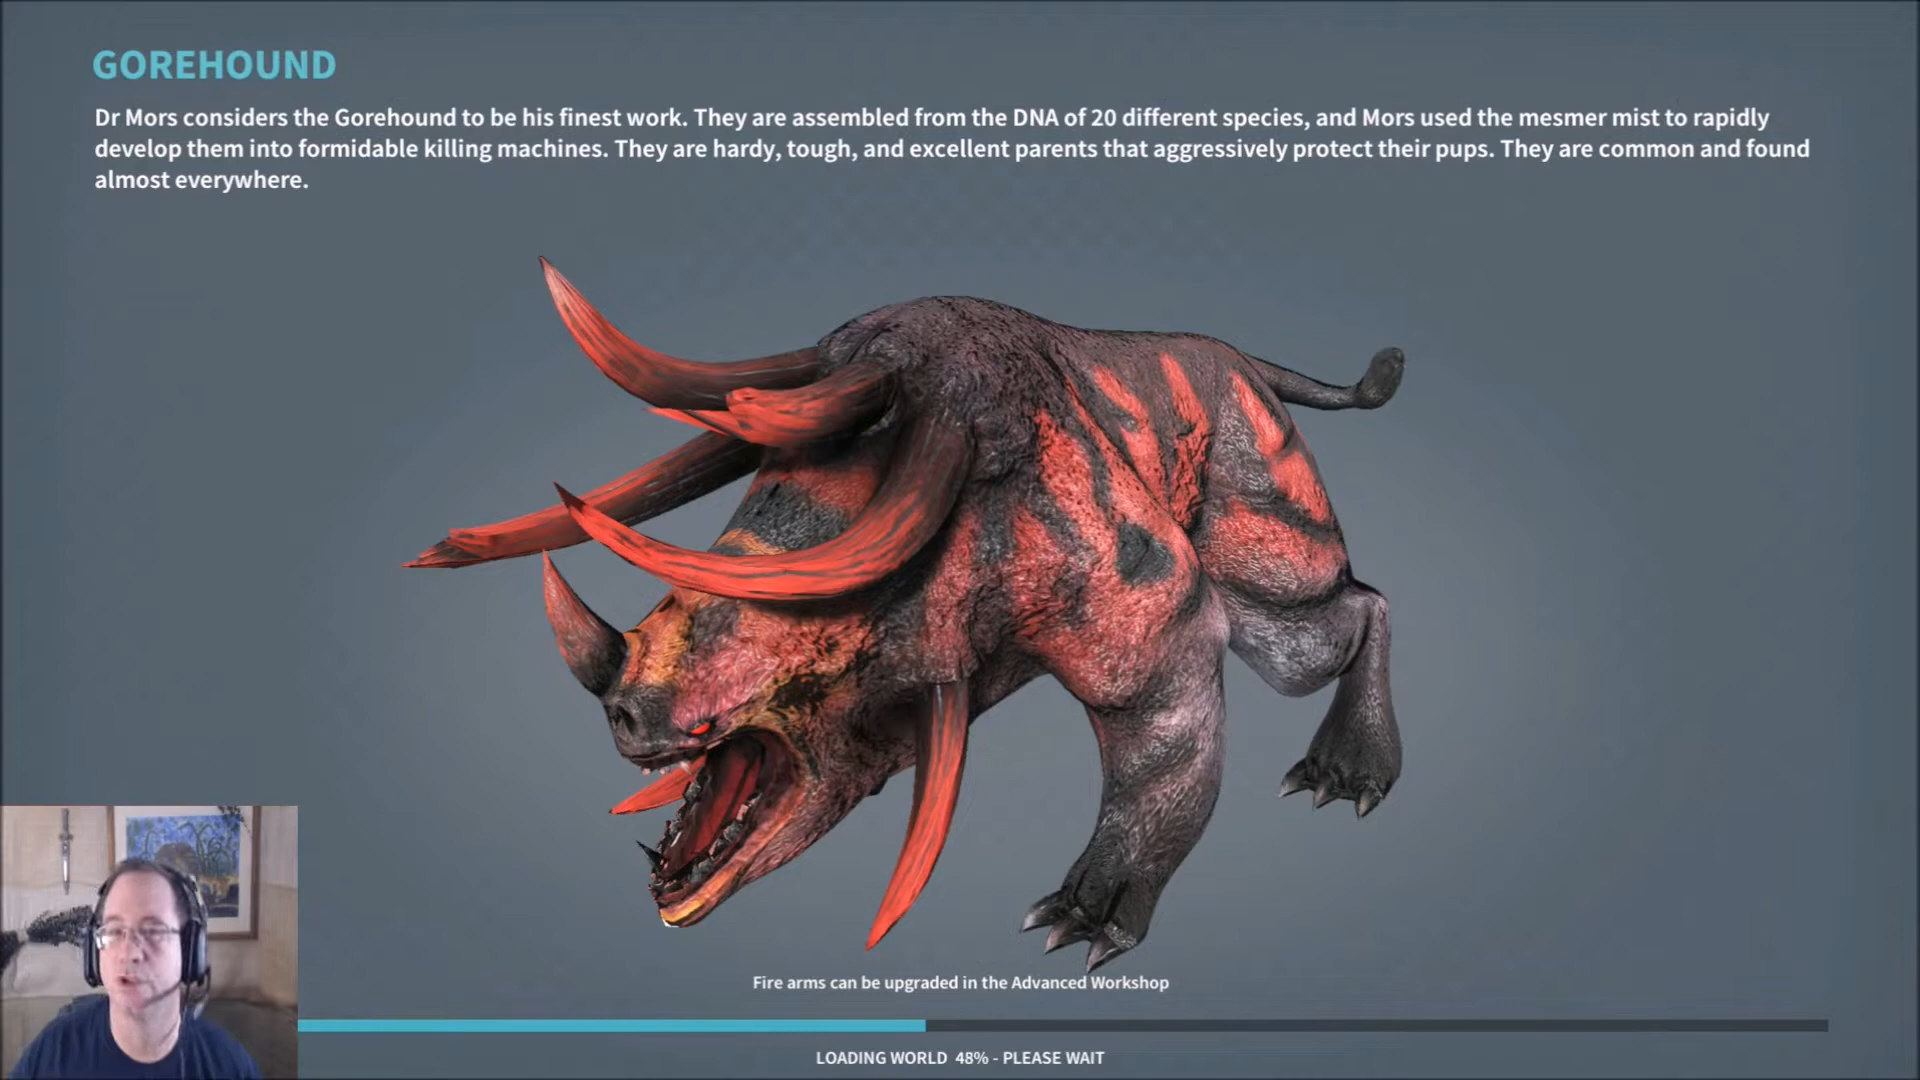 GOREHOUND
Dr Mors considers the Gorehound to be his finest work. They are assembled from the DNA of 20 different species, and Mors used the mesmer mist to rapidly
develop them into formidable killing machines. They are hardy, tough, and excellent parents that aggressively protect their pups. They are common and found
almost everywhere.
Fire arms can be upgraded in the Advanced Workshop
LOADING WORLD 48% - PLEASE WAIT